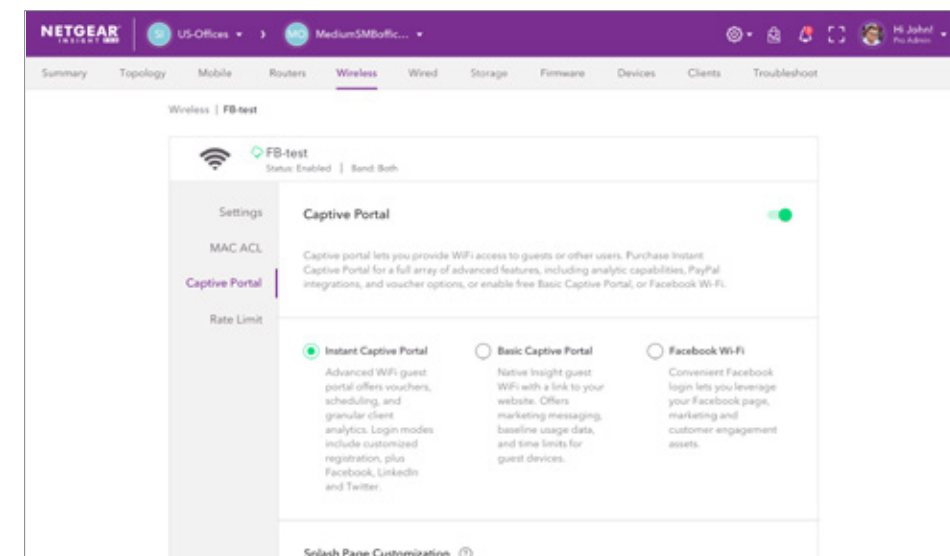 NETGEAR SI US-Offices MO MediumSMBoffic... Hi John!
INSIGHT Pro Admin
Summary Topology Mobile Routers Wireless Wired Storage Firmware Devices Clients Troubleshoot
Wireless | FB-test
FB-test
Status: Enabled | Band: Both
Settings
MAC ACL
Captive Portal
Rate Limit
Captive Portal
Captive portal lets you provide WiFi access to guests or other users. Purchase Instant
Captive Portal for a full array of advanced features, including analytic capabilities, PayPal
integrations, and voucher options, or enable free Basic Captive Portal, or Facebook Wi-Fi.
Instant Captive Portal
Advanced WiFi guest
portal offers vouchers,
scheduling, and
granular client
analytics. Login modes
include customized
registration, plus
Facebook, LinkedIn
and Twitter.
Basic Captive Portal
Native Insight guest
WiFi with a link to your
website. Offers
marketing messaging,
baseline usage data,
and time limits for
guest devices.
Facebook Wi-Fi
Convenient Facebook
login lets you leverage
your Facebook page,
marketing and
customer engagement
assets.
Splash Page Customization ?